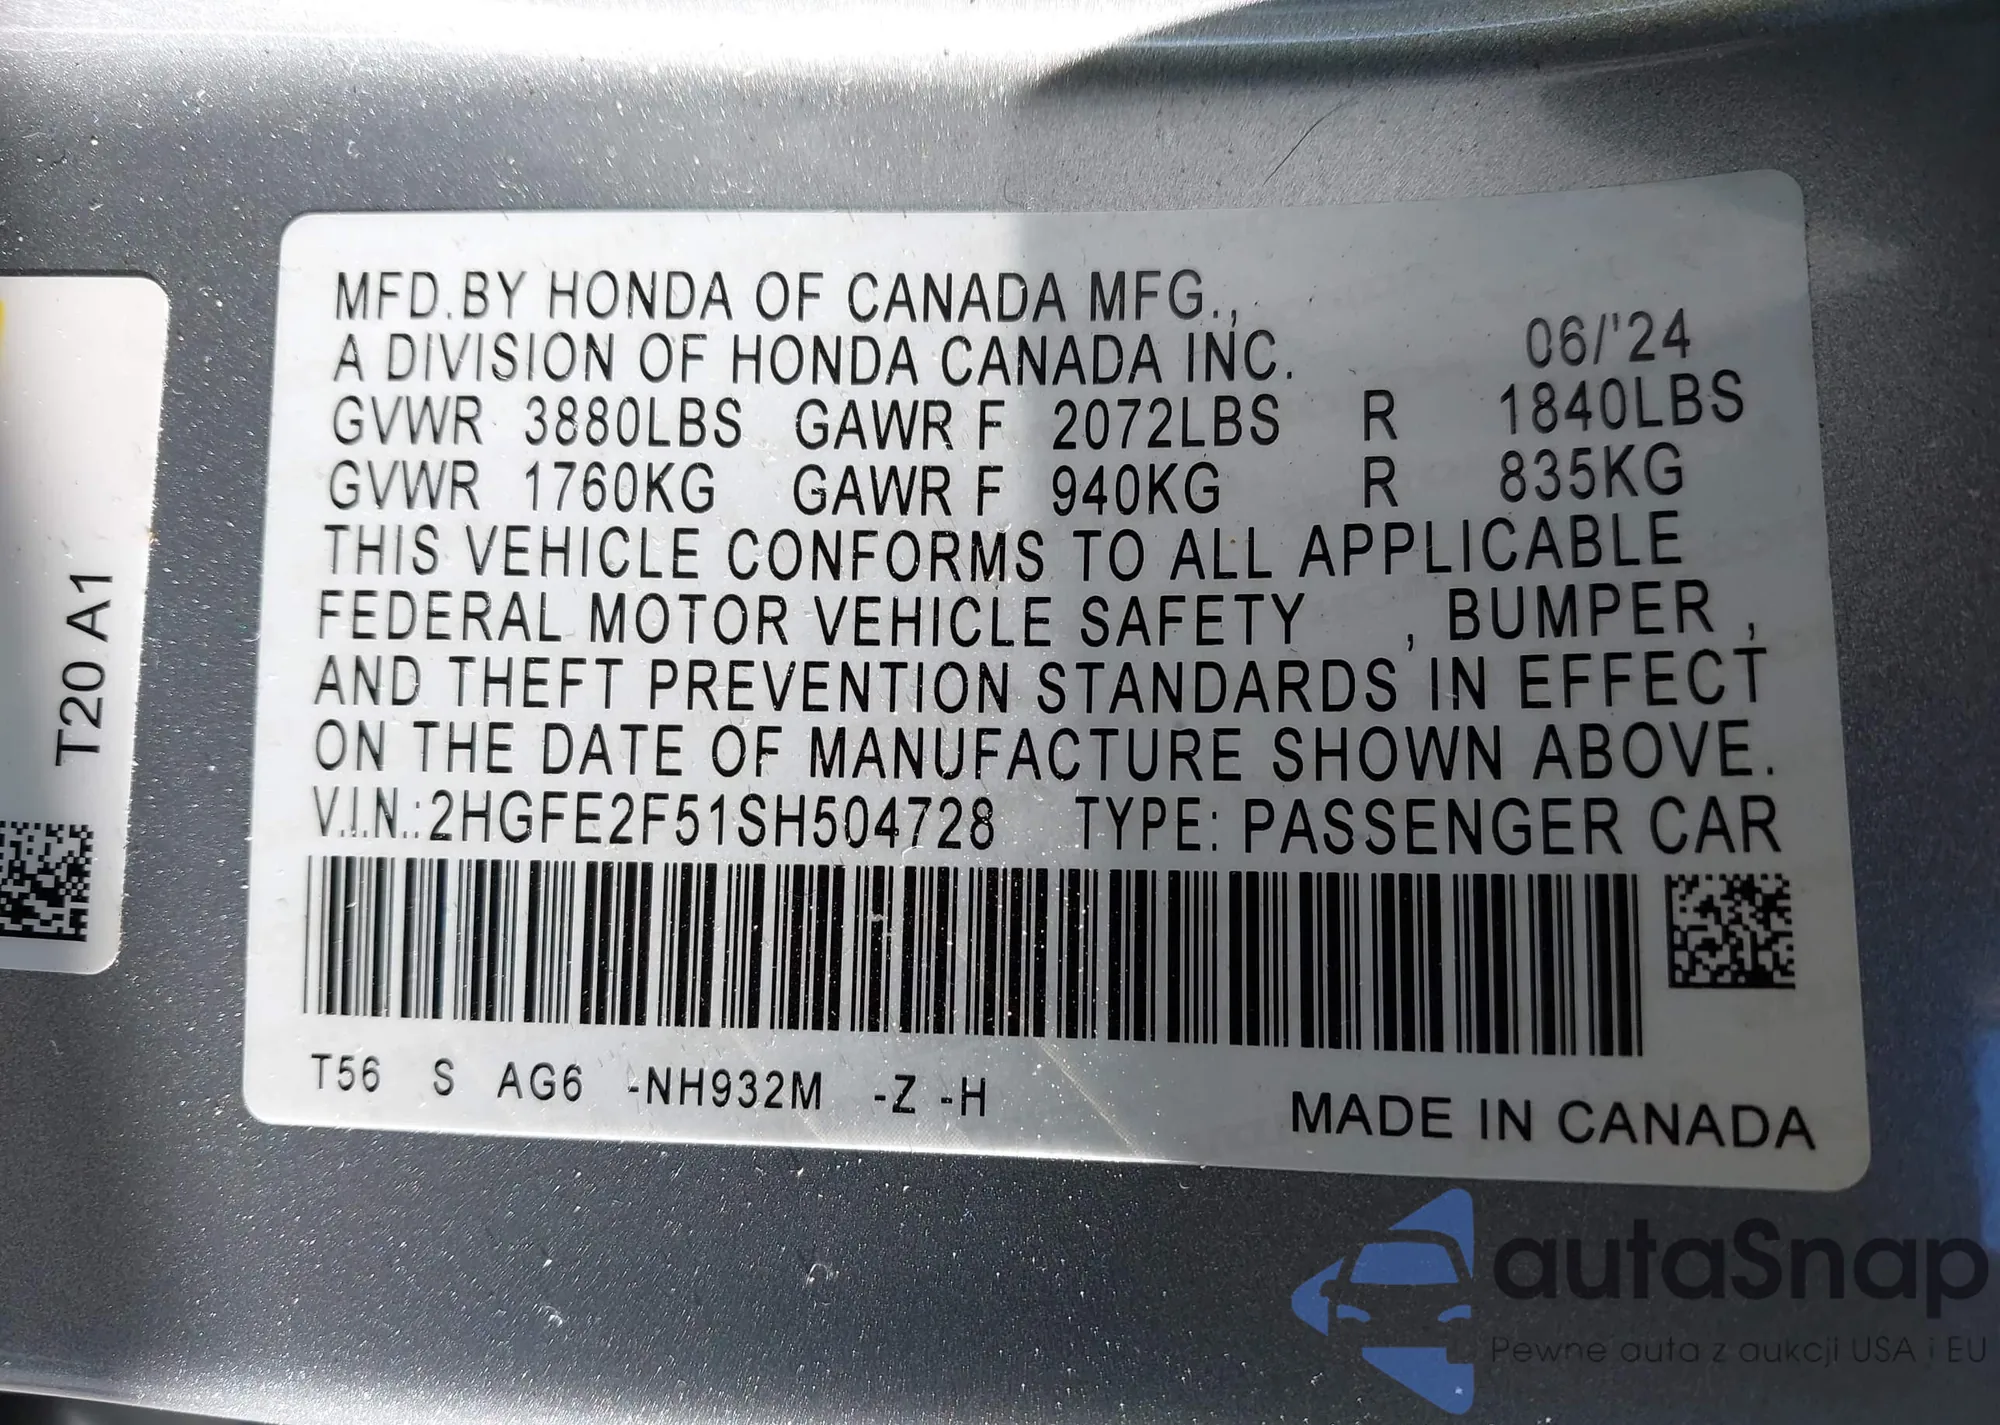 MFD.BY HONDA OF CANADA MFG.,
A DIVISION OF HONDA CANADA INC. 06/'24
GVWR 3880LBS GAWR F 2072LBS R 1840LBS
GVWR 1760KG GAWR F 940KG R 835KG
THIS VEHICLE CONFORMS TO ALL APPLICABLE
FEDERAL MOTOR VEHICLE SAFETY , BUMPER ,
AND THEFT PREVENTION STANDARDS IN EFFECT
ON THE DATE OF MANUFACTURE SHOWN ABOVE.
V.I.N.:2HGFE2F51SH504728 TYPE: PASSENGER CAR
T56 S AG6 -NH932M -Z -H
MADE IN CANADA
T20 A1
autaSnap
Pewne auta z aukcji USA i EU